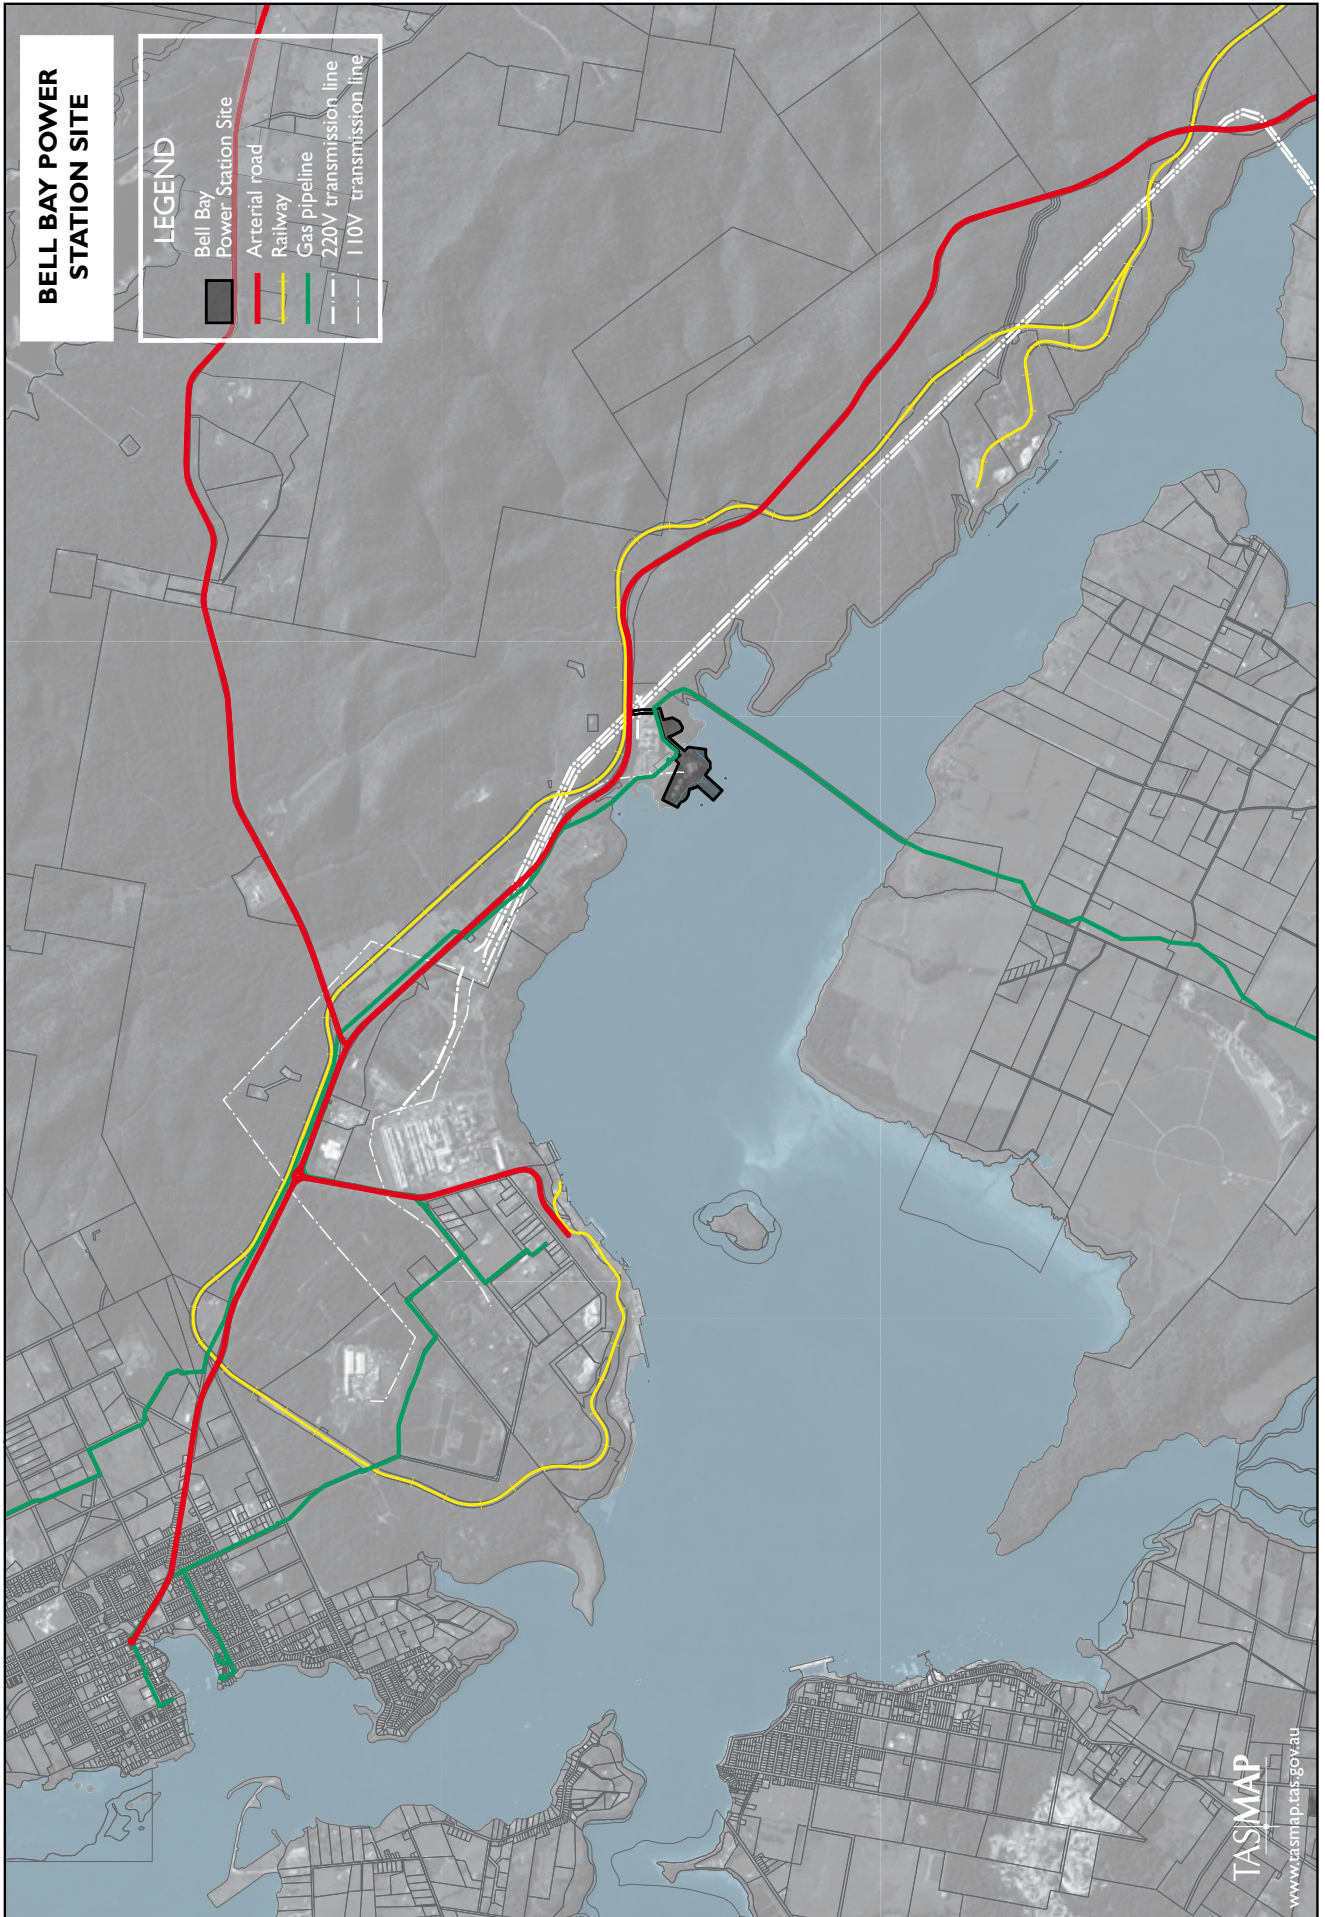 BELL BAY POWER
STATION SITE
LEGEND
Bell Bay
Power Station Site
Arterial road
Railway
Gas pipeline
220V transmission line
110V transmission line
TASMAP
www.tasmap.tas.gov.au